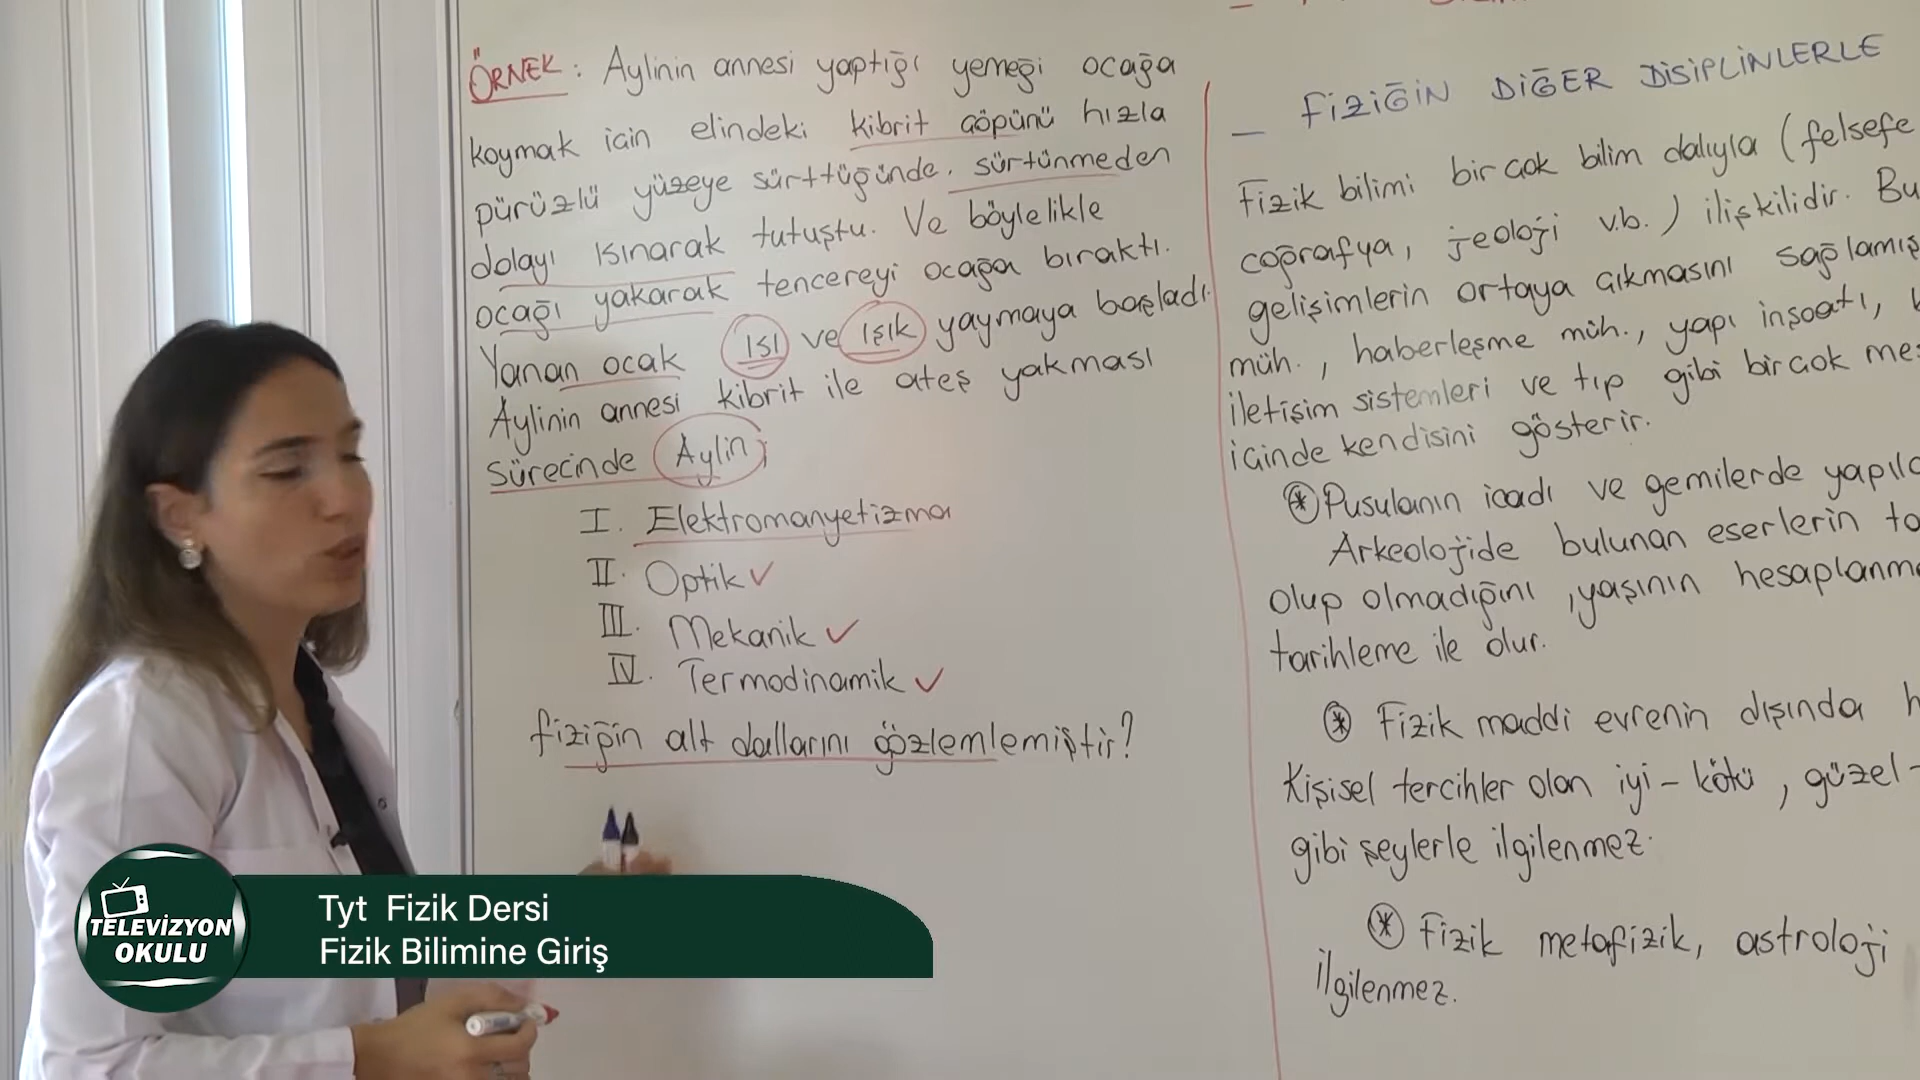 ÖRNEK : Aylinin annesi yaptığı yemeği ocağa
koymak için elindeki kibrit çöpünü hızla
pürüzlü yüzeye sürttüğünde, sürtünmeden
dolayı ısınarak tutuştu. Ve böylelikle
ocağı yakarak tencereyi ocağa bıraktı.
Yanan ocak ısı ve ışık yaymaya başladı.
Aylinin annesi kibrit ile ateş yakması
sürecinde Aylin;
I. Elektromanyetizma
II. Optik ✓
III. Mekanik ✓
IV. Termodinamik ✓
fiziğin alt dallarını gözlemlemiştir?
— FİZİĞİN DİĞER DİSİPLİNLERLE
Fizik bilimi bir çok bilim dalıyla (felsefe
coğrafya, jeoloji v.b.) ilişkilidir. Bu
gelişimlerin ortaya çıkmasını sağlamış
müh., haberleşme müh., yapı inşaatı,
iletişim sistemleri ve tıp gibi birçok
içinde kendisini gösterir.
* Pusulanın icadı ve gemilerde
Arkeolojide bulunan eserlerin
olup olmadığını, yaşının
tarihleme ile olur.
* Fizik maddi evrenin dışında
Kişisel tercihler olan iyi - kötü, güzel -
gibi şeylerle ilgilenmez.
* Fizik metafizik, astroloji
ilgilenmez.
TELEVİZYON
OKULU
Tyt Fizik Dersi
Fizik Bilimine Giriş